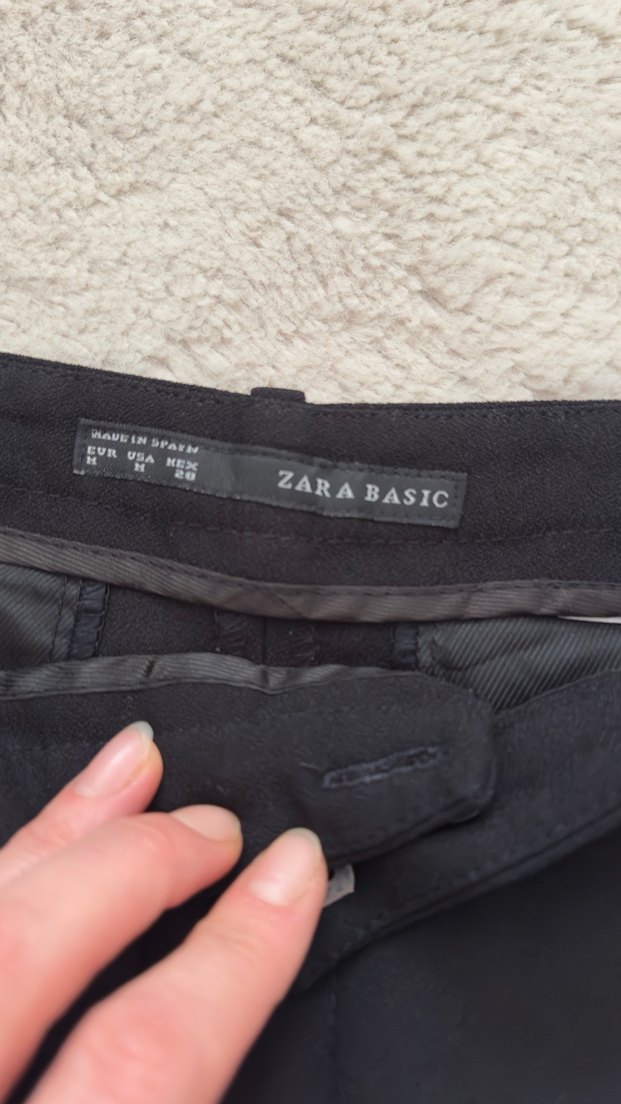 MADE IN SPAIN
EUR USA MEX
M M 28
ZARA BASIC